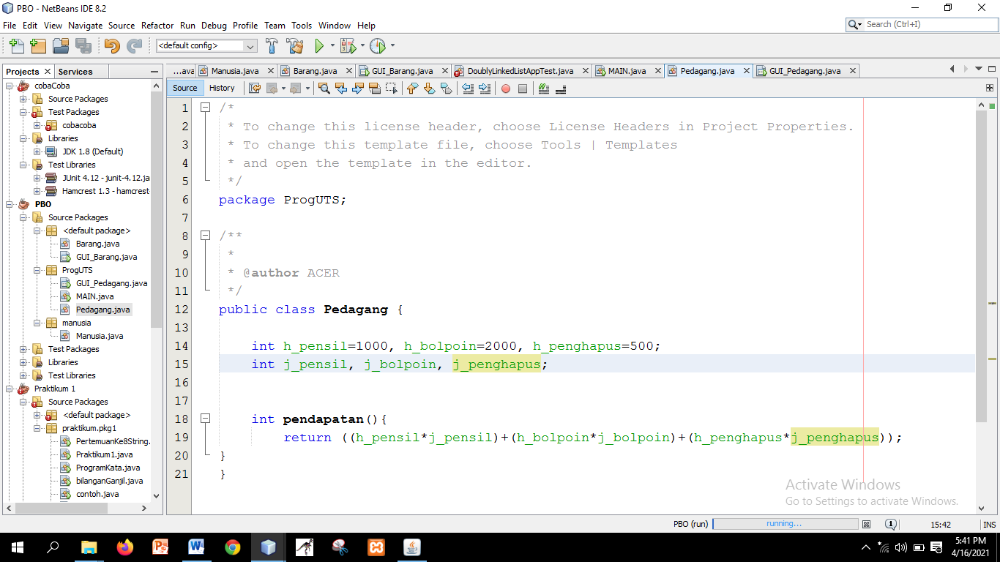 PBO - NetBeans IDE 8.2
File Edit View Navigate Source Refactor Run Debug Profile Team Tools Window Help
Search (Ctrl+I)
<default config>
Projects Services
...ava Manusia.java Barang.java GUI_Barang.java DoublyLinkedListAppTest.java MAIN.java Pedagang.java GUI_Pedagang.java
Source History
cobaCoba
Source Packages
Test Packages
cobacoba
Libraries
JDK 1.8 (Default)
Test Libraries
JUnit 4.12 - junit-4.12.ja
Hamcrest 1.3 - hamcrest-
PBO
Source Packages
<default package>
Barang.java
GUI_Barang.java
ProgUTS
GUI_Pedagang.java
MAIN.java
Pedagang.java
manusia
Manusia.java
Test Packages
Libraries
Test Libraries
Praktikum 1
Source Packages
<default package>
praktikum.pkg1
PertemuanKe8String.
Praktikum1.java
ProgramKata.java
bilanganGanjil.java
contoh.java
1 /*
2 * To change this license header, choose License Headers in Project Properties.
3 * To change this template file, choose Tools | Templates
4 * and open the template in the editor.
5 */
6 package ProgUTS;
7
8 /**
9 *
10 * @author ACER
11 */
12 public class Pedagang {
13
14 int h_pensil=1000, h_bolpoin=2000, h_penghapus=500;
15 int j_pensil, j_bolpoin, j_penghapus;
16
17
18 int pendapatan(){
19 return ((h_pensil*j_pensil)+(h_bolpoin*j_bolpoin)+(h_penghapus*j_penghapus));
20 }
21 }
Activate Windows
Go to Settings to activate Windows.
PBO (run) running... 1 15:42 INS
5:41 PM
4/16/2021